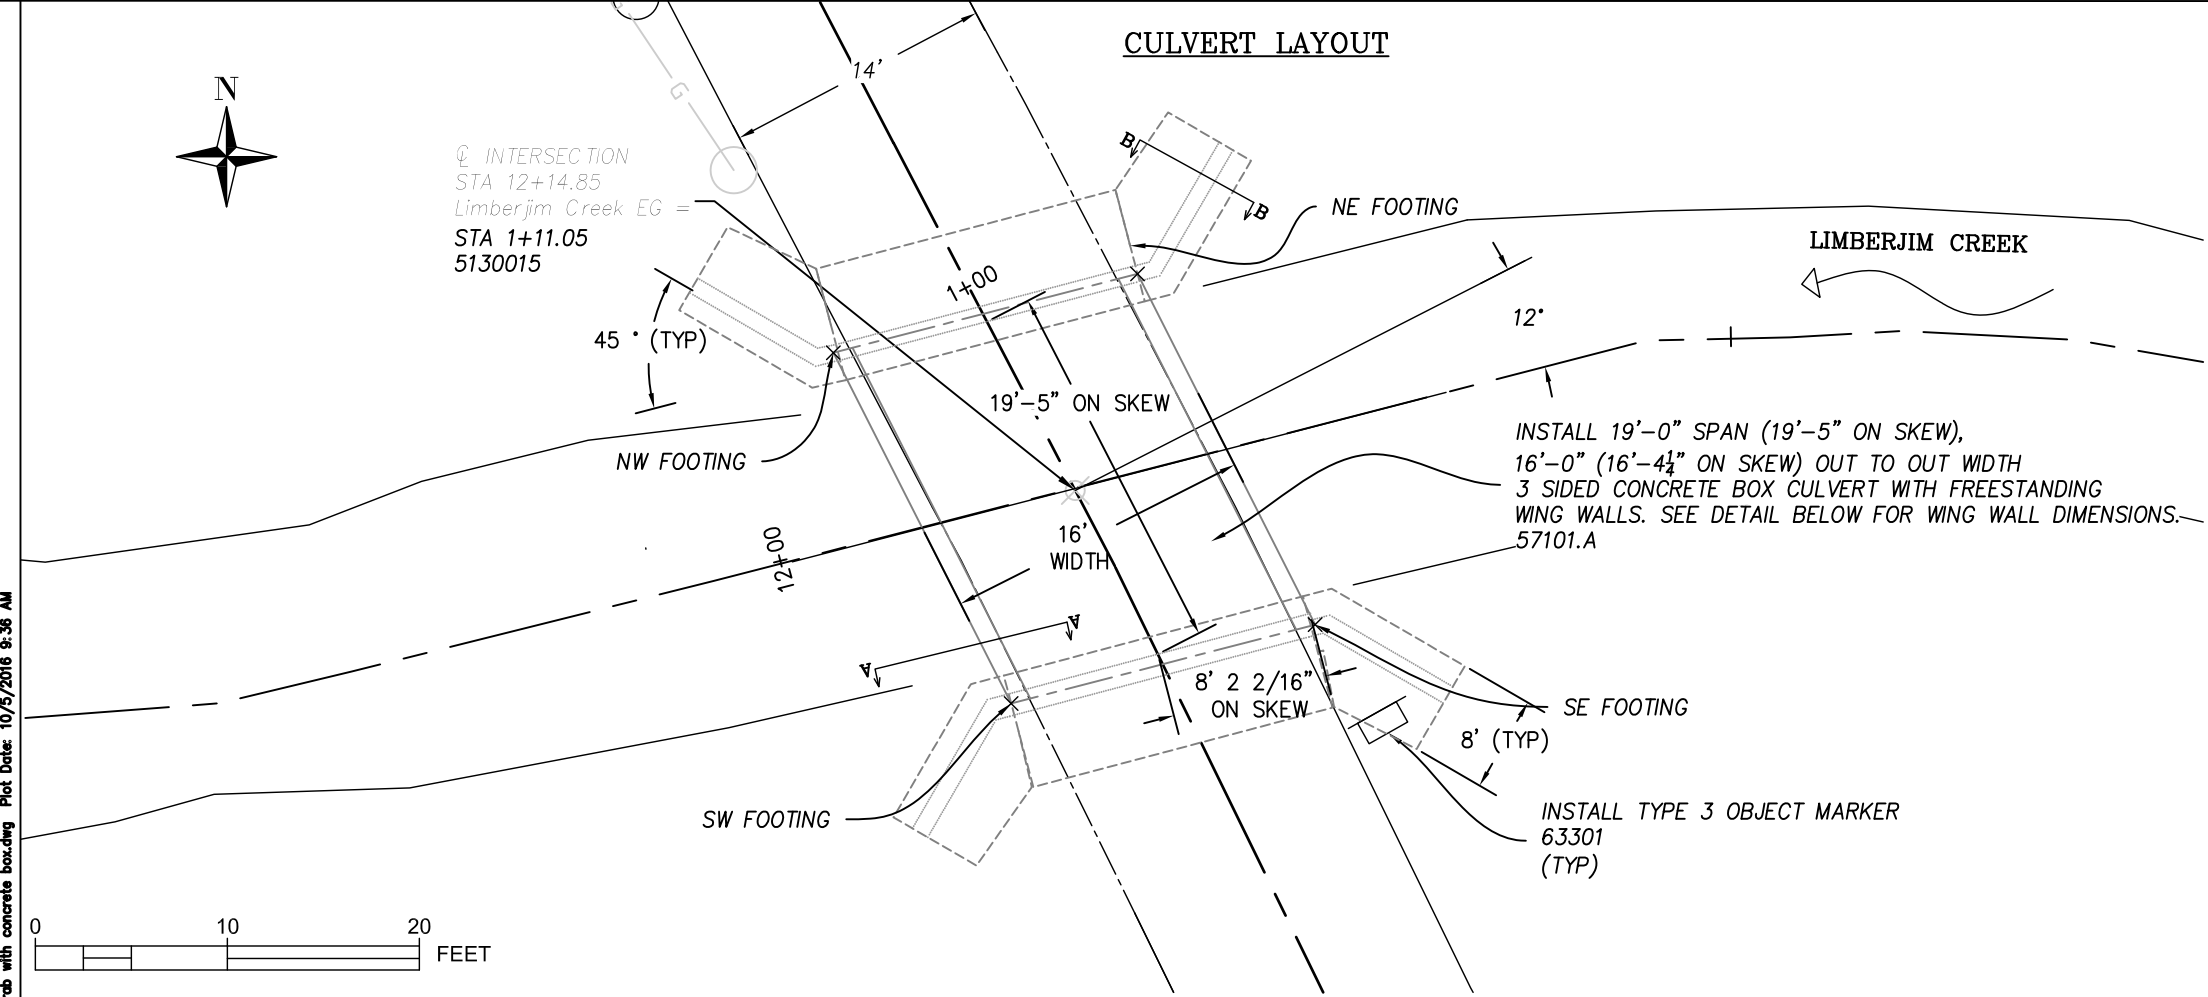 CULVERT LAYOUT
14'
N
G
℄ INTERSECTION
STA 12+14.85
Limberjim Creek EG =
STA 1+11.05
5130015
B
B
NE FOOTING
LIMBERJIM CREEK
1+00
45 ° (TYP)
12°
19'-5" ON SKEW
NW FOOTING
INSTALL 19'-0" SPAN (19'-5" ON SKEW),
16'-0" (16'-4¼" ON SKEW) OUT TO OUT WIDTH
3 SIDED CONCRETE BOX CULVERT WITH FREESTANDING
WING WALLS. SEE DETAIL BELOW FOR WING WALL DIMENSIONS.
57101.A
16'
WIDTH
12+00
A
A
8' 2 2/16"
ON SKEW
SE FOOTING
8' (TYP)
SW FOOTING
INSTALL TYPE 3 OBJECT MARKER
63301
(TYP)
0 10 20
FEET
with concrete box.dwg Plot Date: 10/5/2016 9:36 AM